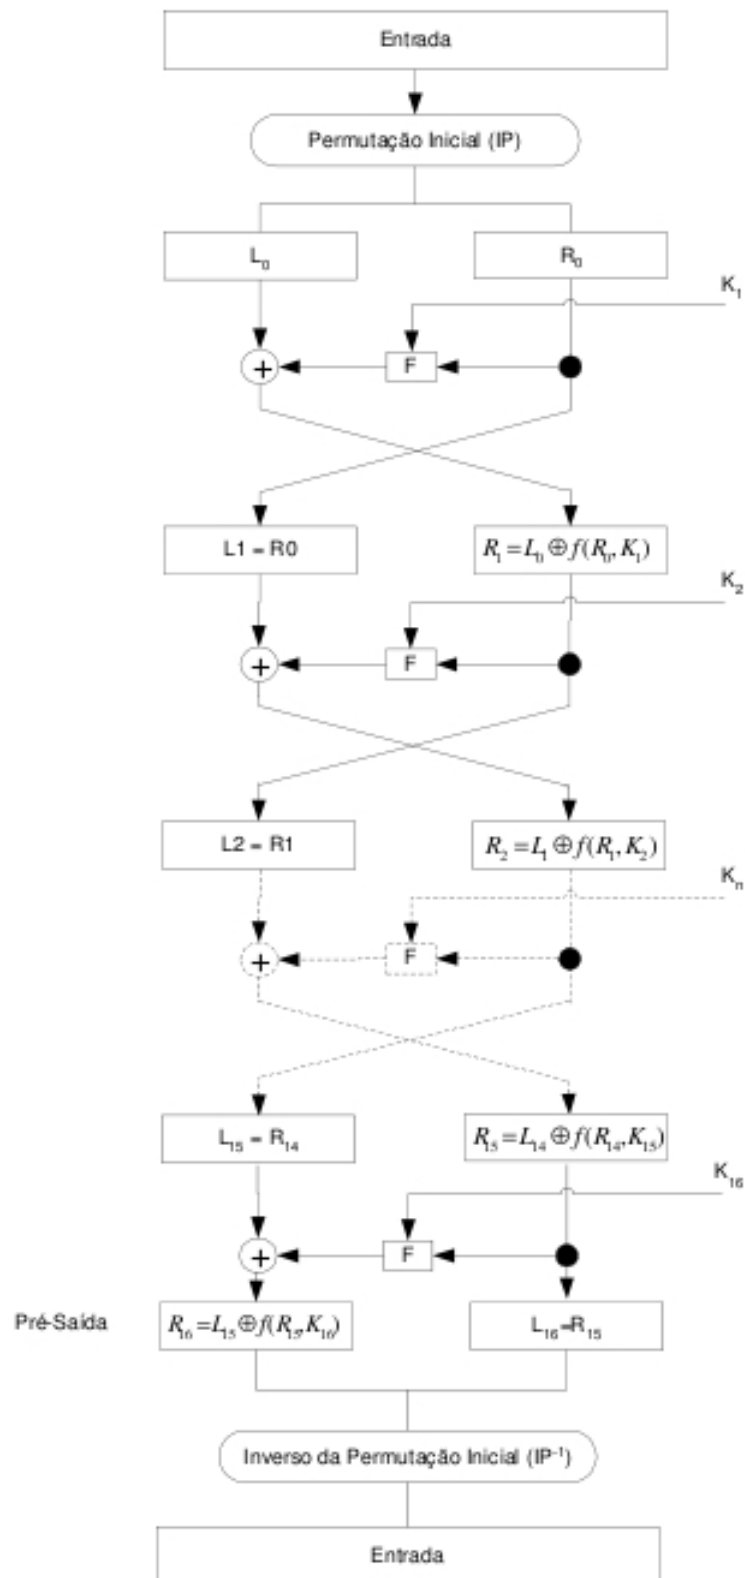 Entrada
Permutação Inicial (IP)
L₀
R₀
K₁
+
F
L1 = R0
R₁=L₀⊕f(R₀,K₁)
K₂
+
F
L2 = R1
R₂=L₁⊕f(R₁,K₂)
Kₙ
+
F
L₁₅ = R₁₄
R₁₅=L₁₄⊕f(R₁₄,K₁₅)
K₁₆
+
F
Pré-Saída
R₁₆=L₁₅⊕f(R₁₅,K₁₆)
L₁₆=R₁₅
Inverso da Permutação Inicial (IP⁻¹)
Entrada